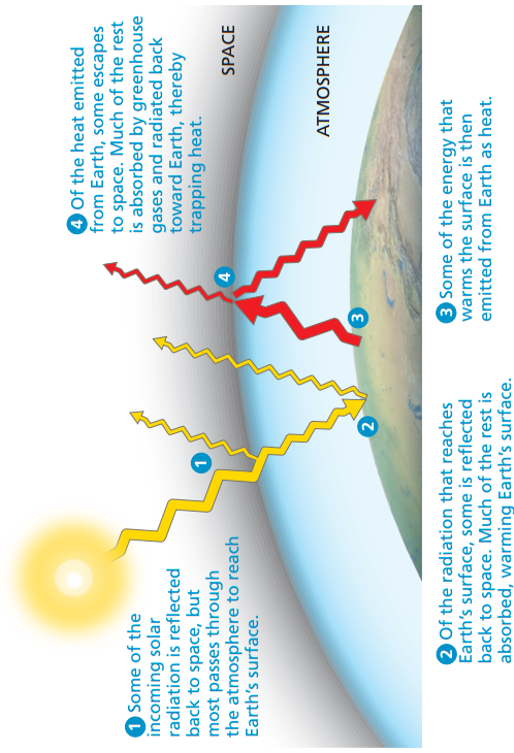 1 Some of the
incoming solar
radiation is reflected
back to space, but
most passes through
the atmosphere to reach
Earth's surface.
1
2
2 Of the radiation that reaches
Earth's surface, some is reflected
back to space. Much of the rest is
absorbed, warming Earth's surface.
3
3 Some of the energy that
warms the surface is then
emitted from Earth as heat.
4
4 Of the heat emitted
from Earth, some escapes
to space. Much of the rest
is absorbed by greenhouse
gases and radiated back
toward Earth, thereby
trapping heat.
SPACE
ATMOSPHERE